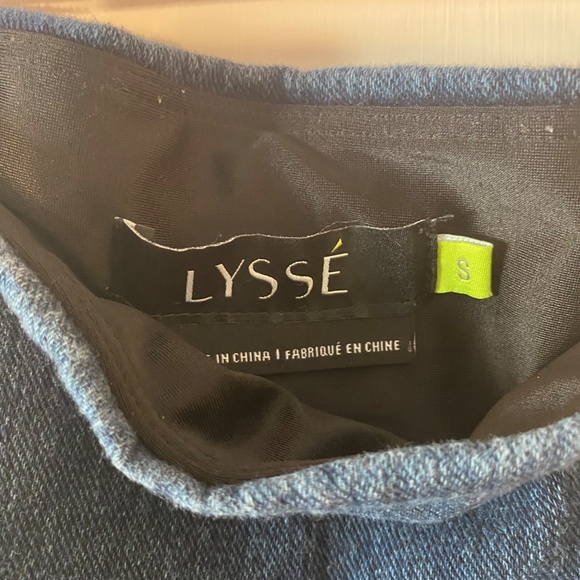 LYSSÉ
S
IN CHINA | FABRIQUÉ EN CHINE